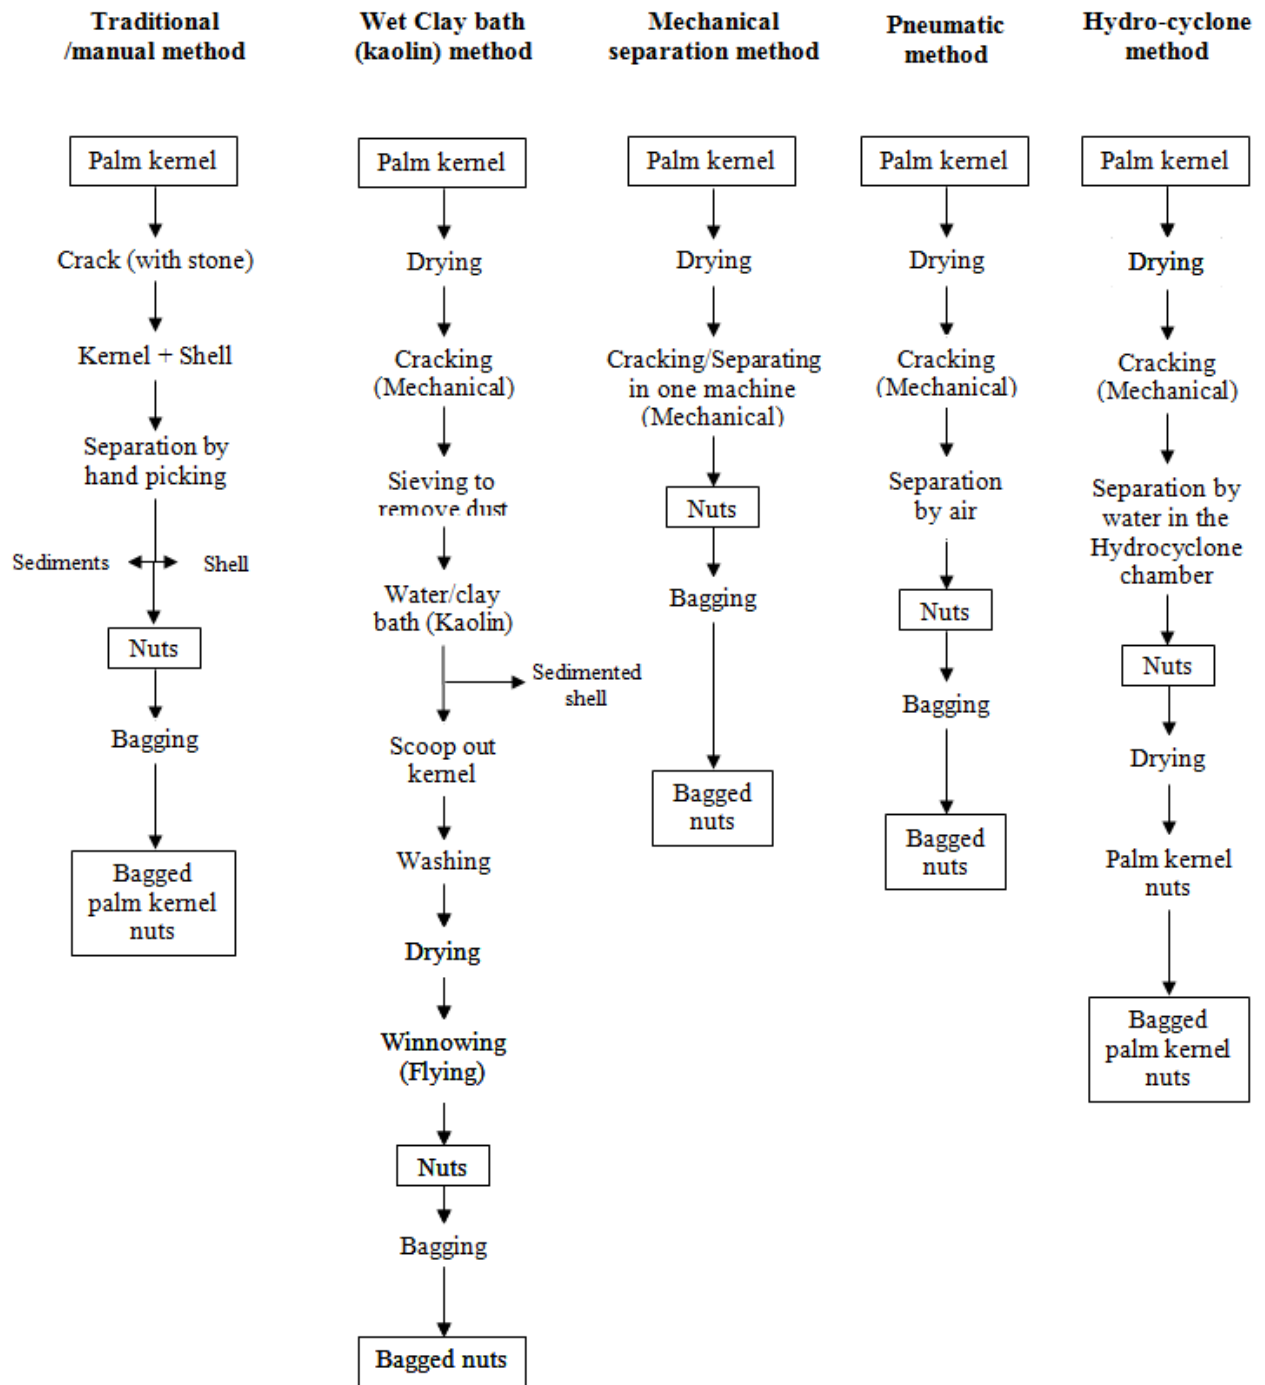 Traditional
/manual method
Palm kernel
Crack (with stone)
Kernel + Shell
Separation by
hand picking
Sediments
Shell
Nuts
Bagging
Bagged
palm kernel
nuts
Wet Clay bath
(kaolin) method
Palm kernel
Drying
Cracking
(Mechanical)
Sieving to
remove dust
Water/clay
bath (Kaolin)
Sedimented
shell
Scoop out
kernel
Washing
Drying
Winnowing
(Flying)
Nuts
Bagging
Bagged nuts
Mechanical
separation method
Palm kernel
Drying
Cracking/Separating
in one machine
(Mechanical)
Nuts
Bagging
Bagged
nuts
Pneumatic
method
Palm kernel
Drying
Cracking
(Mechanical)
Separation
by air
Nuts
Bagging
Bagged
nuts
Hydro-cyclone
method
Palm kernel
Drying
Cracking
(Mechanical)
Separation by
water in the
Hydrocyclone
chamber
Nuts
Drying
Palm kernel
nuts
Bagged
palm kernel
nuts